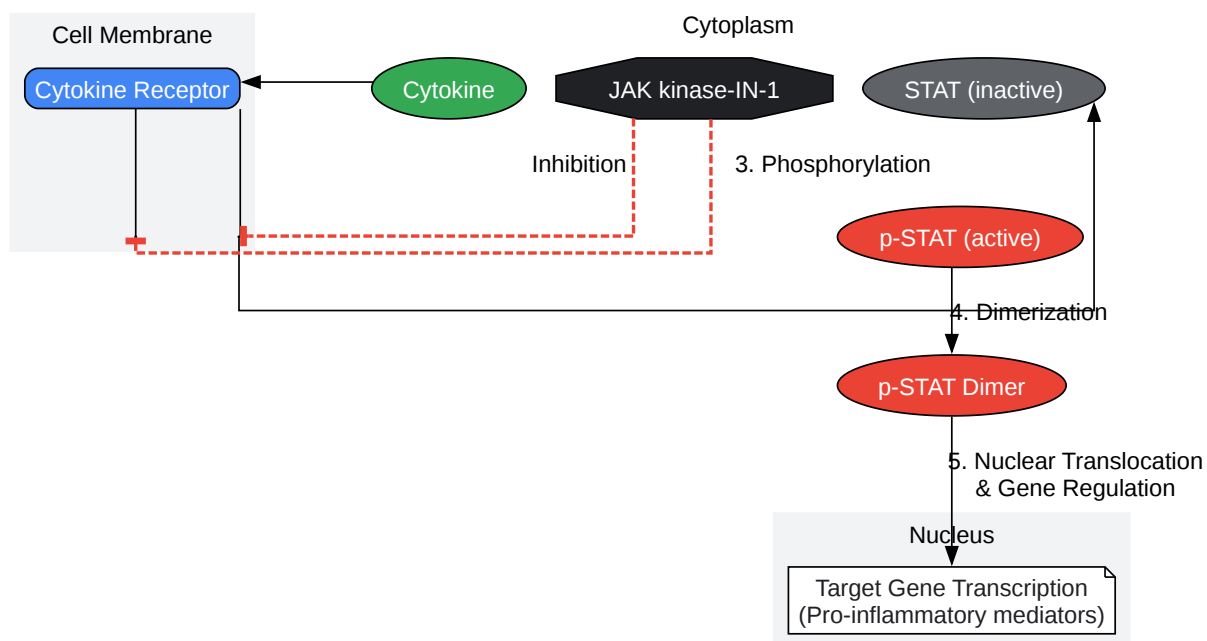 Cytoplasm
Cell Membrane
Cytokine Receptor
Cytokine
JAK kinase-IN-1
STAT (inactive)
Inhibition
3. Phosphorylation
p-STAT (active)
4. Dimerization
p-STAT Dimer
5. Nuclear Translocation
& Gene Regulation
Nucleus
Target Gene Transcription
(Pro-inflammatory mediators)